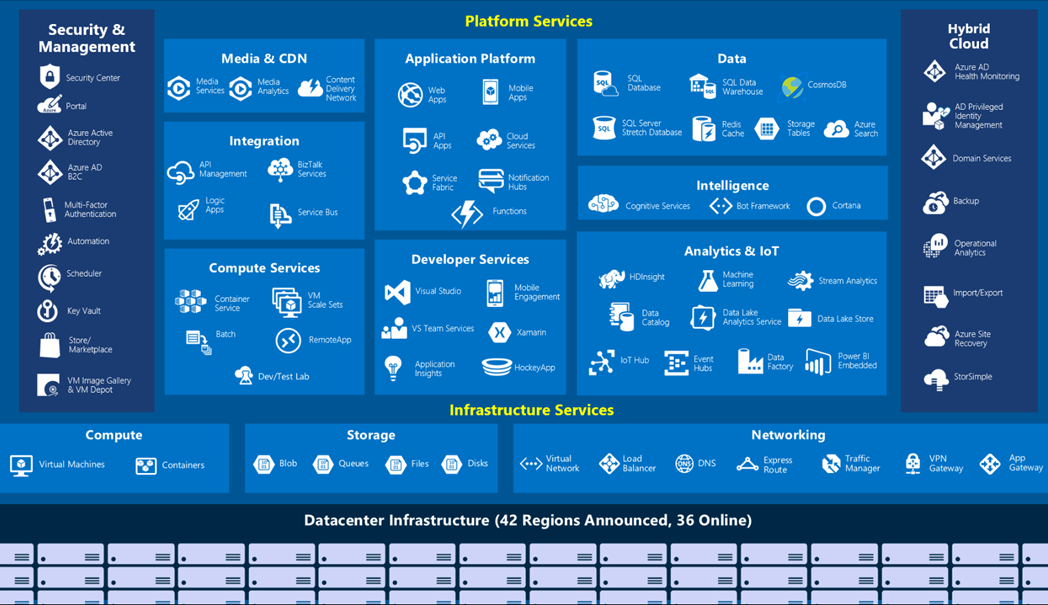 Platform Services
Security &
Management
Security Center
Portal
Azure
Azure Active
Directory
Azure AD
B2C
Multi-Factor
Authentication
Automation
Scheduler
Key Vault
Store/
Marketplace
VM Image Gallery
& VM Depot
Media & CDN
Media
Services
Media
Analytics
Content
Delivery
Network
Integration
API
Management
BizTalk
Services
Logic
Apps
Service Bus
Compute Services
Container
Service
VM
Scale Sets
Batch
RemoteApp
Dev/Test Lab
Application Platform
Web
Apps
Mobile
Apps
API
Apps
Cloud
Services
Service
Fabric
Notification
Hubs
Functions
Developer Services
Visual Studio
Mobile
Engagement
VS Team Services
Xamarin
Application
Insights
HockeyApp
Data
SQL
SQL
Database
SQL
SQL Data
Warehouse
CosmosDB
SQL
SQL Server
Stretch Database
Redis
Cache
Storage
Tables
Azure
Search
Intelligence
Cognitive Services
Bot Framework
Cortana
Analytics & IoT
HDInsight
Machine
Learning
Stream Analytics
Data
Catalog
Data Lake
Analytics Service
Data Lake Store
IoT Hub
Event
Hubs
Data
Factory
Power BI
Embedded
Hybrid
Cloud
Azure AD
Health Monitoring
AD Privileged
Identity
Management
Domain Services
Backup
Operational
Analytics
Import/Export
Azure Site
Recovery
StorSimple
Infrastructure Services
Compute
Virtual Machines
Containers
Storage
Blob
Queues
Files
Disks
Networking
Virtual
Network
Load
Balancer
DNS
DNS
Express
Route
Traffic
Manager
VPN
Gateway
App
Gateway
Datacenter Infrastructure (42 Regions Announced, 36 Online)